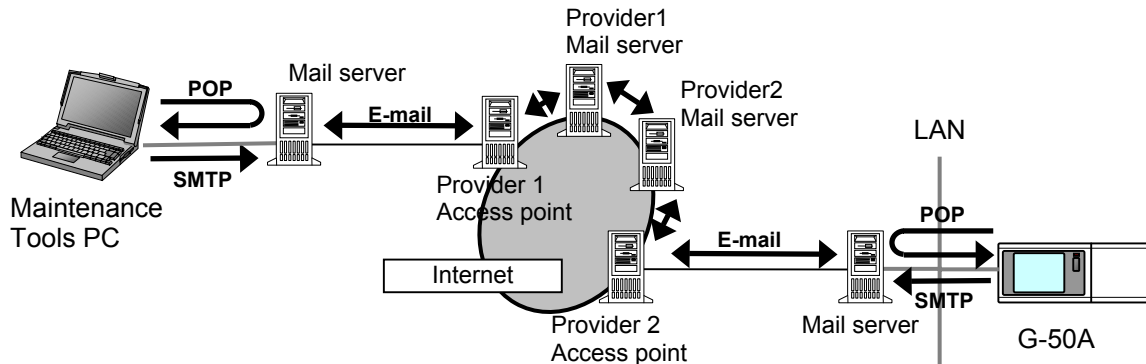 Provider1
Mail server
Mail server
POP
E-mail
SMTP
Provider2
Mail server
LAN
Maintenance
Tools PC
Provider 1
Access point
Internet
E-mail
POP
SMTP
Provider 2
Access point
Mail server
G-50A